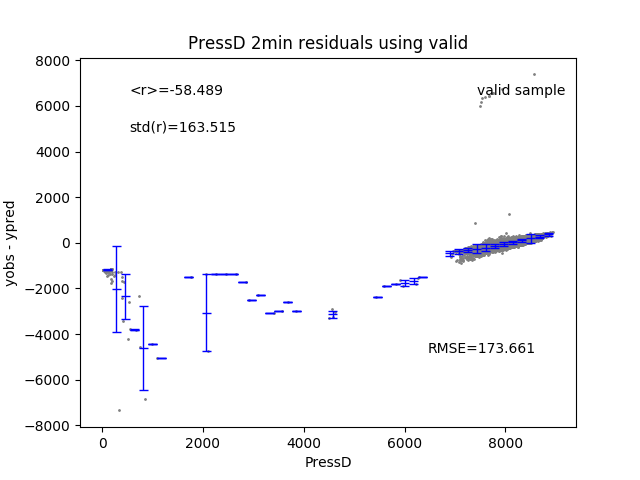 PressD 2min residuals using valid
8000
6000
4000
2000
0
−2000
−4000
−6000
−8000
yobs - ypred
<r>=-58.489
std(r)=163.515
valid sample
RMSE=173.661
0 2000 4000 6000 8000
PressD